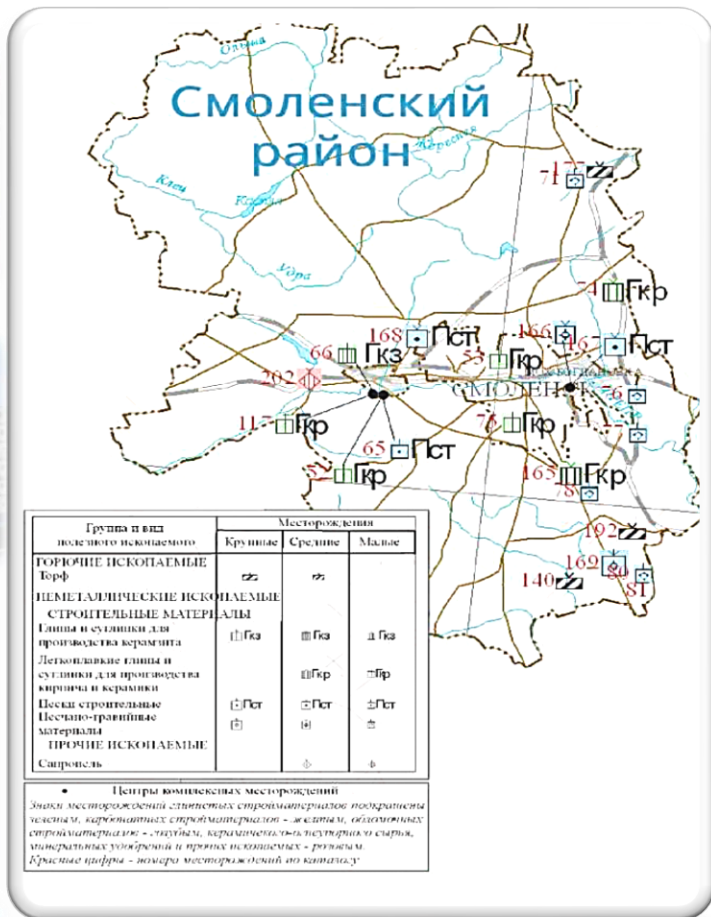 Ольша
Смоленский
район
Клец
Удра
71
74 Гкр
168 Пст
166
167 Пст
66 Гкз
53 Гкр
202
СМОЛЕНСК
76
117 Гкр
Гкр
65 Пст
52 Гкр
165 Гкр
192
169
140
80
81
Группа и вид
полезного ископаемого
Месторождения
Крупные Средние Малые
ГОРЮЧИЕ ИСКОПАЕМЫЕ
Торф
НЕМЕТАЛЛИЧЕСКИЕ ИСКОПАЕМЫЕ
СТРОИТЕЛЬНЫЕ МАТЕРИАЛЫ
Глины и суглинки для
производства керамзита
Гкз Гкз Гкз
Легкоплавкие глины и
суглинки для производства
кирпича и керамики
Гкр Гкр
Пески строительные Пст Пст Пст
Песчано-гравийные
материалы
ПРОЧИЕ ИСКОПАЕМЫЕ
Сапропель
Центры комплексных месторождений
Знаки месторождений глинистых стройматериалов подкрашены
зеленым, карбонатных стройматериалов - желтым, обломочных
стройматериалов - голубым, керамического и огнеупорного сырья,
минеральных удобрений и прочих ископаемых - розовым.
Красные цифры - номера месторождений по каталогу